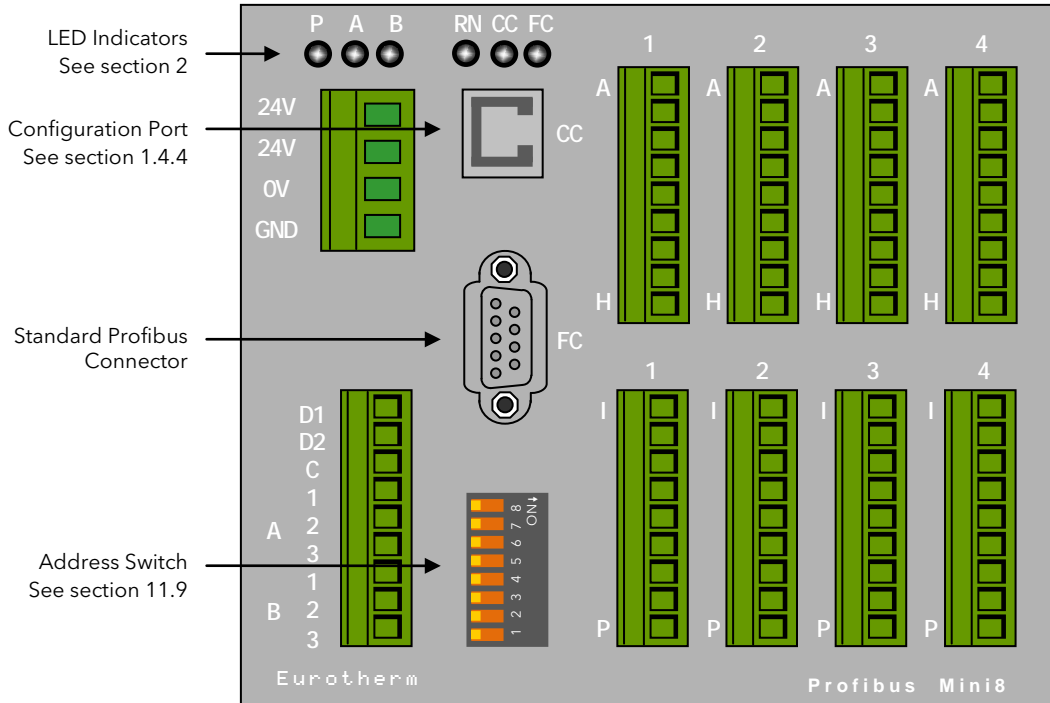 LED Indicators
See section 2
P A B
RN CC FC
24V
24V
0V
GND
Configuration Port
See section 1.4.4
CC
Standard Profibus
Connector
FC
1 2 3 4
A A A A
H H H H
1 2 3 4
I I I I
P P P P
D1
D2
C
1
A 2
3
1
B 2
3
Address Switch
See section 11.9
1 2 3 4 5 6 7 8
ON
Eurotherm
Profibus Mini8